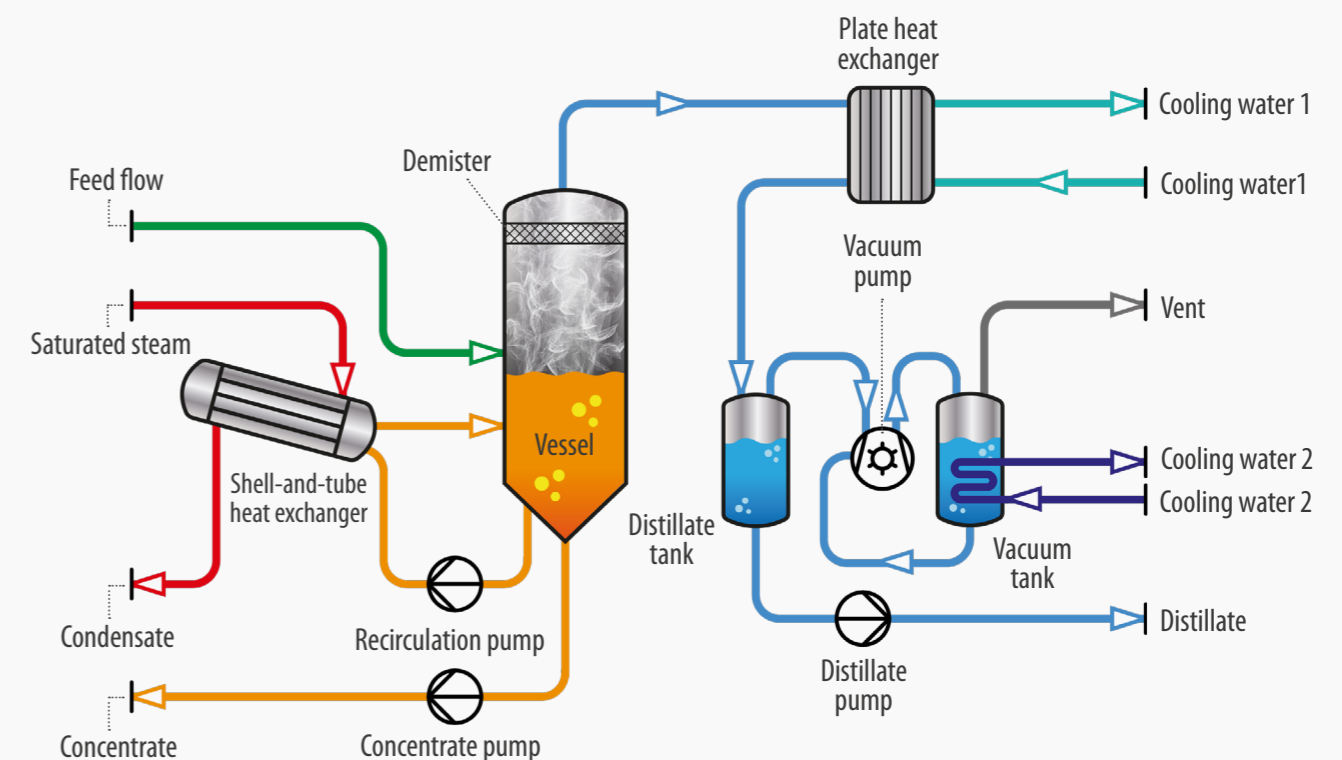 Plate heat
exchanger
Cooling water 1
Demister
Feed flow
Cooling water1
Vacuum
pump
Vent
Saturated steam
Vessel
Cooling water 2
Shell-and-tube
heat exchanger
Cooling water 2
Distillate
tank
Vacuum
tank
Condensate
Recirculation pump
Distillate
Distillate
pump
Concentrate
Concentrate pump